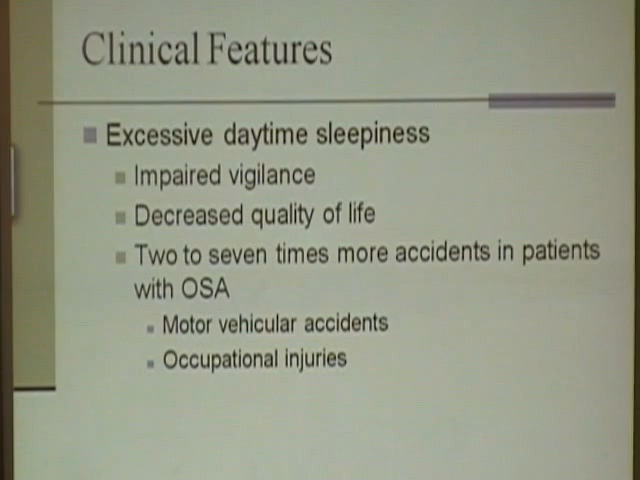 Clinical Features
Excessive daytime sleepiness
Impaired vigilance
Decreased quality of life
Two to seven times more accidents in patients
with OSA
Motor vehicular accidents
Occupational injuries